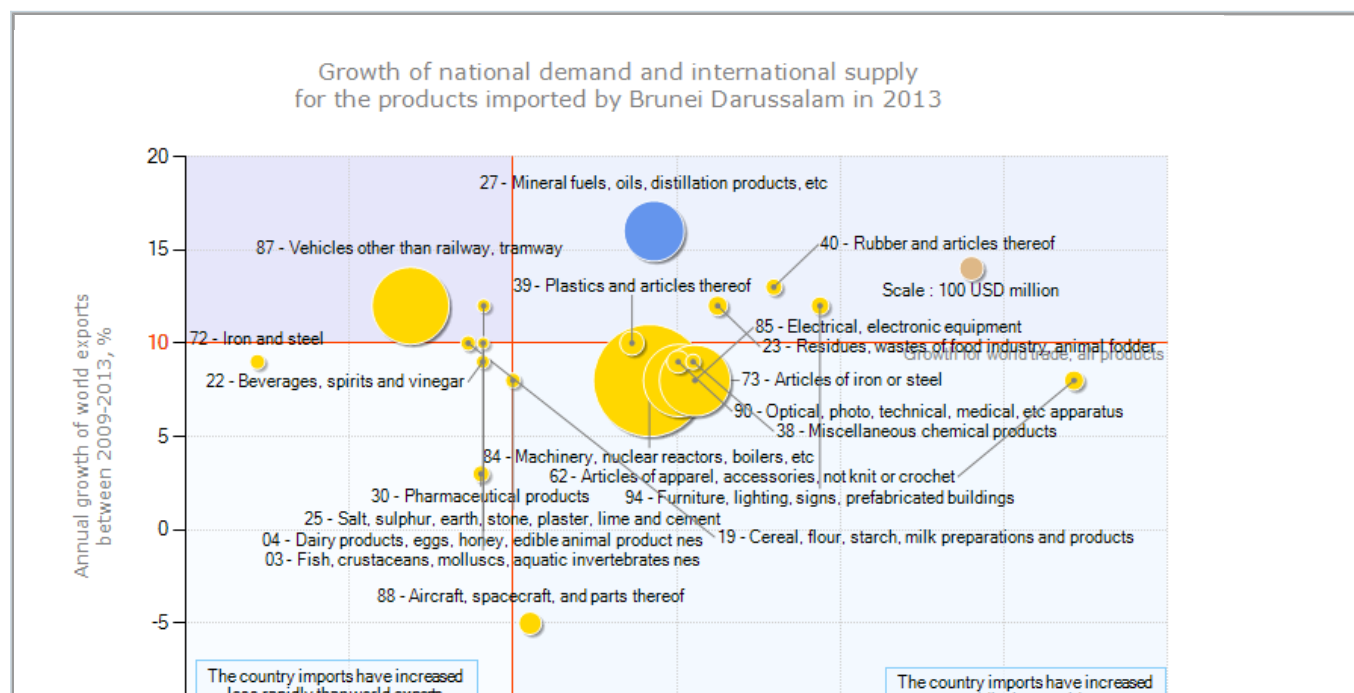 Growth of national demand and international supply
for the products imported by Brunei Darussalam in 2013
20
27 - Mineral fuels, oils, distillation products, etc
15
87 - Vehicles other than railway, tramway
40 - Rubber and articles thereof
39 - Plastics and articles thereof
Scale : 100 USD million
85 - Electrical, electronic equipment
72 - Iron and steel
10
23 - Residues, wastes of food industry, animal fodder
Growth for world trade, all products
22 - Beverages, spirits and vinegar
73 - Articles of iron or steel
90 - Optical, photo, technical, medical, etc apparatus
38 - Miscellaneous chemical products
5
84 - Machinery, nuclear reactors, boilers, etc
62 - Articles of apparel, accessories, not knit or crochet
30 - Pharmaceutical products
94 - Furniture, lighting, signs, prefabricated buildings
25 - Salt, sulphur, earth, stone, plaster, lime and cement
0
04 - Dairy products, eggs, honey, edible animal product nes
19 - Cereal, flour, starch, milk preparations and products
03 - Fish, crustaceans, molluscs, aquatic invertebrates nes
88 - Aircraft, spacecraft, and parts thereof
-5
Annual growth of world exports
between 2009-2013, %
The country imports have increased
less rapidly than world exports
The country imports have increased